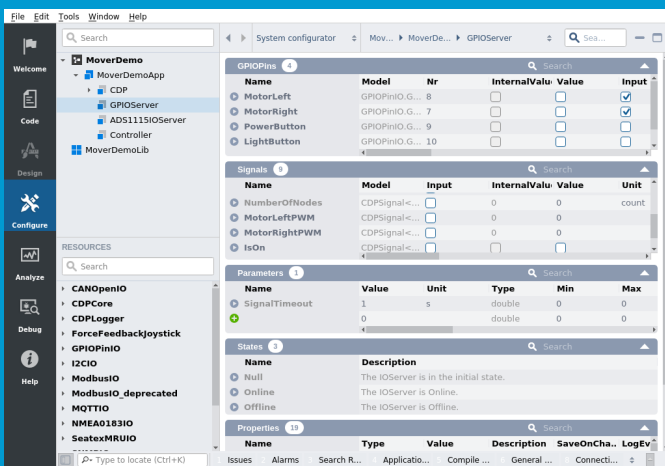 File Edit Tools Window Help
Welcome
Code
Design
Configure
Analyze
Debug
Help
Search
MoverDemo
MoverDemoApp
CDP
GPIOServer
ADS1115IOServer
Controller
MoverDemoLib
RESOURCES
Search
CANOpenIO
CDPCore
CDPLogger
ForceFeedbackJoystick
GPIOPinIO
I2CIO
ModbusIO
ModbusIO_deprecated
MQTTIO
NMEA0183IO
SeatexMRUIO
System configurator Mov... MoverDe... GPIOServer Sea...
GPIOPins 4 Search
Name Model Nr InternalValu Value Input
MotorLeft GPIOPinIO.G... 8
MotorRight GPIOPinIO.G... 7
PowerButton GPIOPinIO.G... 9
LightButton GPIOPinIO.G... 10
Signals 9 Search
Name Model Input InternalValu Value Unit
NumberOfNodes CDPSignal<... 0 0 count
MotorLeftPWM CDPSignal<... 0 0
MotorRightPWM CDPSignal<... 0 0
IsOn CDPSignal<...
Parameters 1 Search
Name Value Unit Type Min Max
SignalTimeout 1 s double 0 0
0 double 0 0
States 3 Search
Name Description
Null The IOServer is in the initial state.
Online The IOServer is Online.
Offline The IOServer is Offline.
Properties 19 Search
Name Type Value Description SaveOnCha.. LogEv
Type to locate (Ctrl+K) Issues Alarms Search R... Applicatio... Compile ... General ... Connecti...